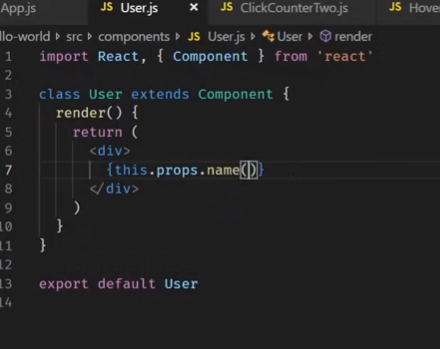 App.js JS User.js × JS ClickCounterTwo.js JS Hover
llo-world › src › components › JS User.js › User › render
1 import React, { Component } from 'react'
2
3 class User extends Component {
4 render() {
5 return (
6 <div>
7 {this.props.name()}
8 </div>
9 )
10 }
11 }
12
13 export default User
14